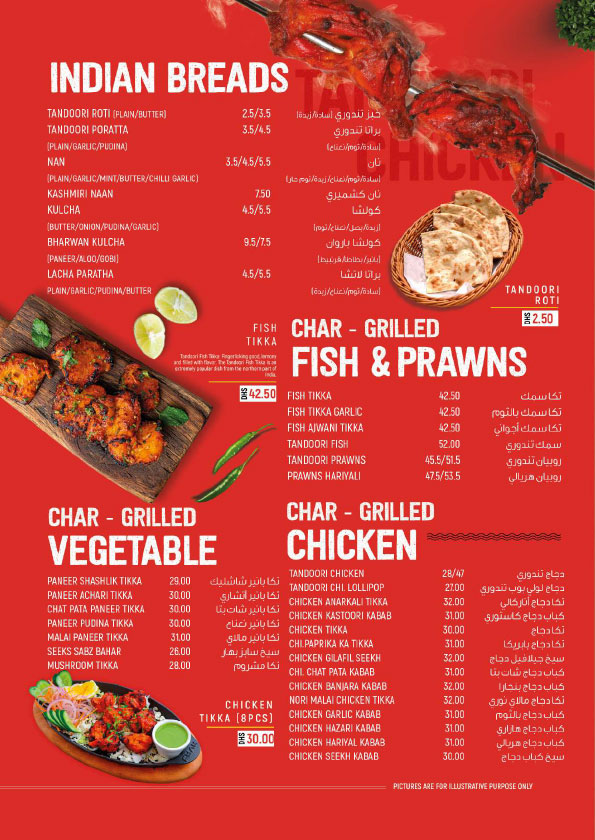 INDIAN BREADS
TANDOORI CHICKEN
TANDOORI ROTI [PLAIN/BUTTER] 2.5/3.5 خبز تندوري [سادة/زبدة]
TANDOORI PORATTA 3.5/4.5 براتا تندوري
[PLAIN/GARLIC/PUDINA] [سادة/توم/نعناع]
NAN 3.5/4.5/5.5 نان
[PLAIN/GARLIC/MINT/BUTTER/CHILLI GARLIC] [سادة/توم/نعناع/زبدة/توم حار]
KASHMIRI NAAN 7.50 نان كشميري
KULCHA 4.5/5.5 كولشا
[BUTTER/ONION/PUDINA/GARLIC] [زبدة/بصل/نعناع/توم]
BHARWAN KULCHA 9.5/7.5 كولشا باروان
[PANEER/ALOO/GOBI]
LACHA PARATHA 4.5/5.5 براتا لاتشا
PLAIN/GARLIC/PUDINA/BUTTER [سادة/توم/نعناع/زبدة]
TANDOORI
ROTI
DHS 2.50
FISH
TIKKA
Tandoori Fish Tikka: Fingerlicking good, lemony
and filled with flavor. The Tandoori Fish Tikka is an
extremely popular dish from the northern part of
India.
DHS 42.50
CHAR - GRILLED
FISH & PRAWNS
FISH TIKKA 42.50 تكا سمك
FISH TIKKA GARLIC 42.50 تكا سمك بالتوم
FISH AJWANI TIKKA 42.50 تكا سمك أجواني
TANDOORI FISH 52.00 سمك تندوري
TANDOORI PRAWNS 45.5/51.5 روبيان تندوري
PRAWNS HARIYALI 47.5/53.5 روبيان هريالي
CHAR - GRILLED
VEGETABLE
PANEER SHASHLIK TIKKA 29.00 تكا بانير شاشليك
PANEER ACHARI TIKKA 30.00 تكا بانير أتشاري
CHAT PATA PANEER TIKKA 30.00 تكا بانير شات بتا
PANEER PUDINA TIKKA 30.00 تكا بانير نعناع
MALAI PANEER TIKKA 31.00 تكا بانير مالاي
SEEKS SABZ BAHAR 26.00 سيخ سابز بهار
MUSHROOM TIKKA 28.00 تكا مشروم
CHICKEN
TIKKA [8PCS]
DHS 30.00
CHAR - GRILLED
CHICKEN
TANDOORI CHICKEN 28/47 دجاج تندوري
TANDOORI CHI. LOLLIPOP 27.00 دجاج لولي بوب تندوري
CHICKEN ANARKALI TIKKA 32.00 تكا دجاج أناركالي
CHICKEN KASTOORI KABAB 31.00 كباب دجاج كاستوري
CHICKEN TIKKA 30.00 تكا دجاج
CHI.PAPRIKA KA TIKKA 31.00 تكا دجاج بابريكا
CHICKEN GILAFIL SEEKH 32.00 سيخ جيلافيل دجاج
CHI. CHAT PATA KABAB 31.00 كباب دجاج شات بتا
CHICKEN BANJARA KABAB 32.00 كباب دجاج بنجارا
NORI MALAI CHICKEN TIKKA 32.00 تكا دجاج مالاي نوري
CHICKEN GARLIC KABAB 31.00 كباب دجاج بالتوم
CHICKEN HAZARI KABAB 31.00 كباب دجاج هازاري
CHICKEN HARIYAL KABAB 31.00 كباب دجاج هريالي
CHICKEN SEEKH KABAB 30.00 سيخ كباب دجاج
PICTURES ARE FOR ILLUSTRATIVE PURPOSE ONLY